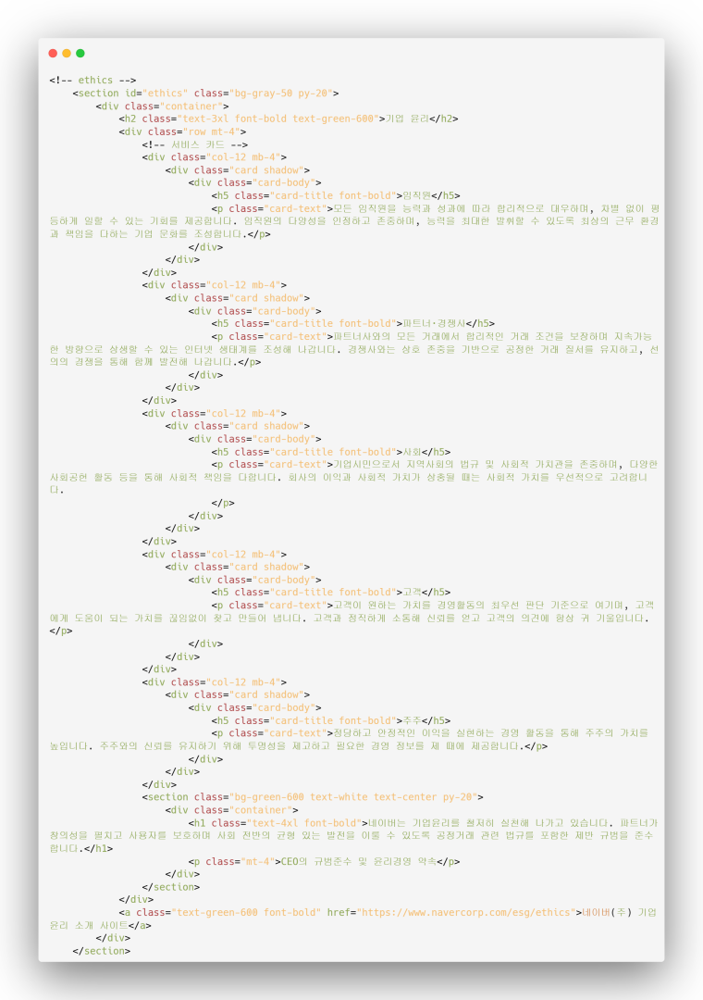 <!-- ethics -->
<section id="ethics" class="bg-gray-50 py-20">
<div class="container">
<h2 class="text-3xl font-bold text-green-600">기업 윤리</h2>
<div class="row mt-4">
<!-- 서비스 카드 -->
<div class="col-12 mb-4">
<div class="card shadow">
<div class="card-body">
<h5 class="card-title font-bold">임직원</h5>
<p class="card-text">모든 임직원을 능력과 성과에 따라 합리적으로 대우하며, 차별 없이 평
등하게 일할 수 있는 기회를 제공합니다. 임직원의 다양성을 인정하고 존중하며, 능력을 최대한 발휘할 수 있도록 최상의 근무 환경
과 책임을 다하는 기업 문화를 조성합니다.</p>
</div>
</div>
</div>
<div class="col-12 mb-4">
<div class="card shadow">
<div class="card-body">
<h5 class="card-title font-bold">파트너·경쟁사</h5>
<p class="card-text">파트너사와의 모든 거래에서 합리적인 거래 조건을 보장하며 지속가능
한 방향으로 상생할 수 있는 인터넷 생태계를 조성해 나갑니다. 경쟁사와는 상호 존중을 기반으로 공정한 거래 질서를 유지하고, 선
의의 경쟁을 통해 함께 발전해 나갑니다.</p>
</div>
</div>
</div>
<div class="col-12 mb-4">
<div class="card shadow">
<div class="card-body">
<h5 class="card-title font-bold">사회</h5>
<p class="card-text">기업시민으로서 지역사회의 법규 및 사회적 가치관을 존중하며, 다양한
사회공헌 활동 등을 통해 사회적 책임을 다합니다. 회사의 이익과 사회적 가치가 상충될 때는 사회적 가치를 우선적으로 고려합니
다.
</p>
</div>
</div>
</div>
<div class="col-12 mb-4">
<div class="card shadow">
<div class="card-body">
<h5 class="card-title font-bold">고객</h5>
<p class="card-text">고객이 원하는 가치를 경영활동의 최우선 판단 기준으로 여기며, 고객
에게 도움이 되는 가치를 끊임없이 찾고 만들어 냅니다. 고객과 정직하게 소통해 신뢰를 얻고 고객의 의견에 항상 귀 기울입니다.
</p>
</div>
</div>
</div>
<div class="col-12 mb-4">
<div class="card shadow">
<div class="card-body">
<h5 class="card-title font-bold">주주</h5>
<p class="card-text">정당하고 안정적인 이익을 실현하는 경영 활동을 통해 주주의 가치를
높입니다. 주주와의 신뢰를 유지하기 위해 투명성을 제고하고 필요한 경영 정보를 제 때에 제공합니다.</p>
</div>
</div>
</div>
<section class="bg-green-600 text-white text-center py-20">
<div class="container">
<h1 class="text-4xl font-bold">네이버는 기업윤리를 철저히 실천해 나가고 있습니다. 파트너가
창의성을 펼치고 사용자를 보호하며 사회 전반의 균형 있는 발전을 이룰 수 있도록 공정거래 관련 법규를 포함한 제반 규범을 준수
합니다.</h1>
<p class="mt-4">CEO의 규범준수 및 윤리경영 약속</p>
</div>
</section>
</div>
<a class="text-green-600 font-bold" href="https://www.navercorp.com/esg/ethics">네이버(주) 기업
윤리 소개 사이트</a>
</div>
</section>